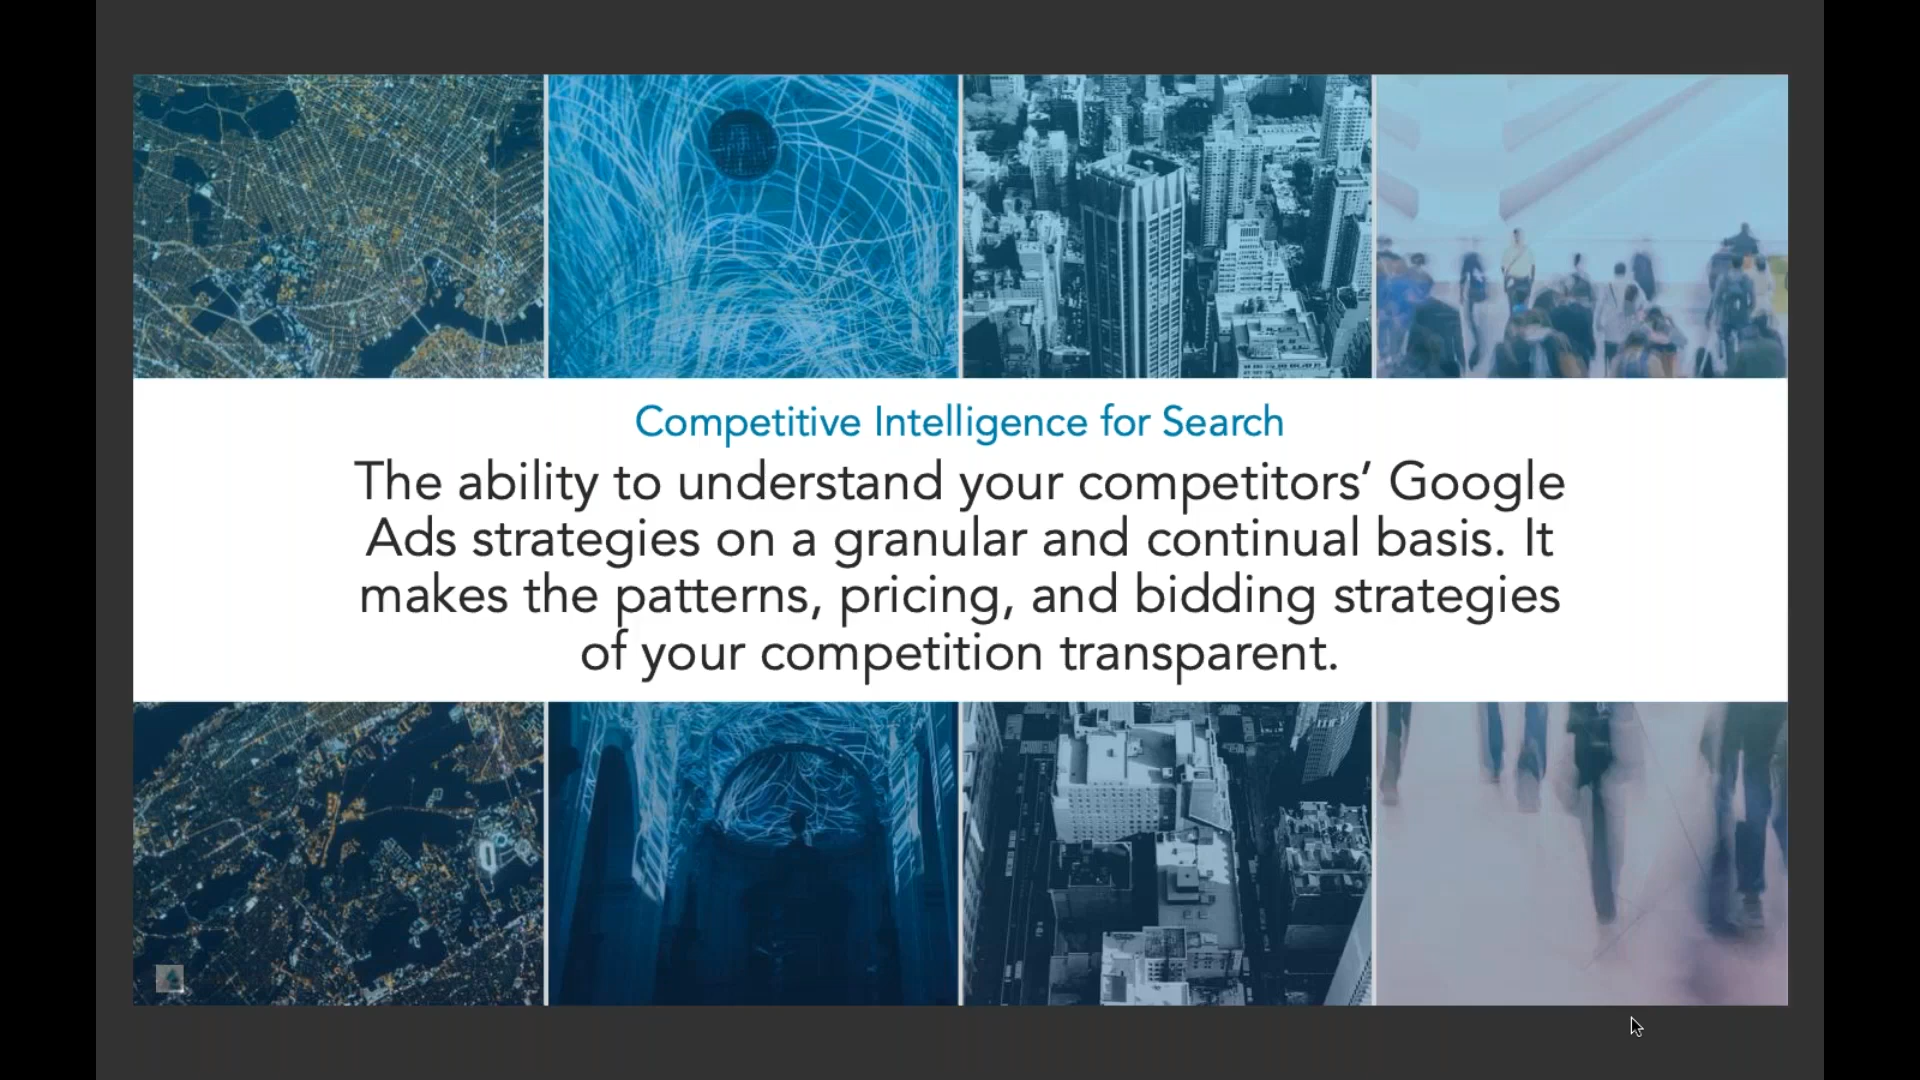 Competitive Intelligence for Search
The ability to understand your competitors’ Google
Ads strategies on a granular and continual basis. It
makes the patterns, pricing, and bidding strategies
of your competition transparent.